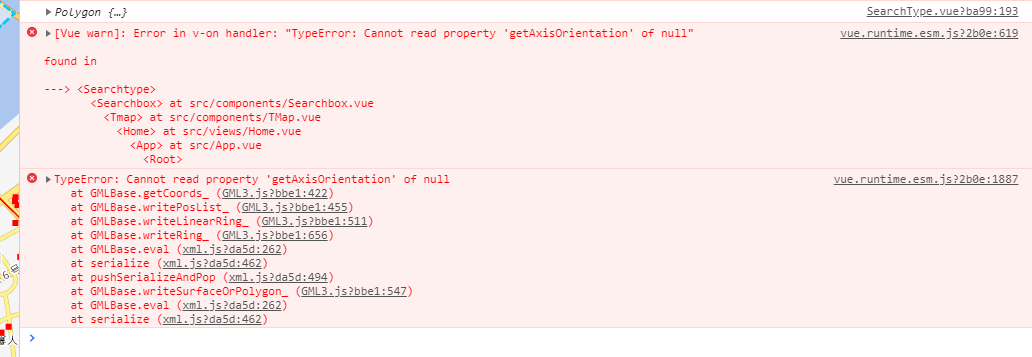 Polygon {…} SearchType.vue?ba99:193
[Vue warn]: Error in v-on handler: "TypeError: Cannot read property 'getAxisOrientation' of null" vue.runtime.esm.js?2b0e:619
found in
---> <Searchtype>
<Searchbox> at src/components/Searchbox.vue
<Tmap> at src/components/TMap.vue
<Home> at src/views/Home.vue
<App> at src/App.vue
<Root>
TypeError: Cannot read property 'getAxisOrientation' of null vue.runtime.esm.js?2b0e:1887
at GMLBase.getCoords_ (GML3.js?bbe1:422)
at GMLBase.writePosList_ (GML3.js?bbe1:455)
at GMLBase.writeLinearRing_ (GML3.js?bbe1:511)
at GMLBase.writeRing_ (GML3.js?bbe1:656)
at GMLBase.eval (xml.js?da5d:262)
at serialize (xml.js?da5d:462)
at pushSerializeAndPop (xml.js?da5d:494)
at GMLBase.writeSurfaceOrPolygon_ (GML3.js?bbe1:547)
at GMLBase.eval (xml.js?da5d:262)
at serialize (xml.js?da5d:462)